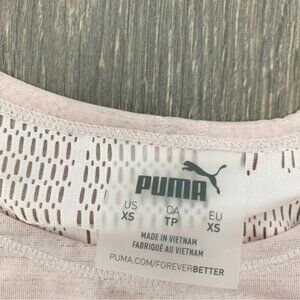 PUMA
US CA EU
XS TP XS
MADE IN VIETNAM
FABRIQUÉ AU VIETNAM
PUMA.COM/FOREVERBETTER